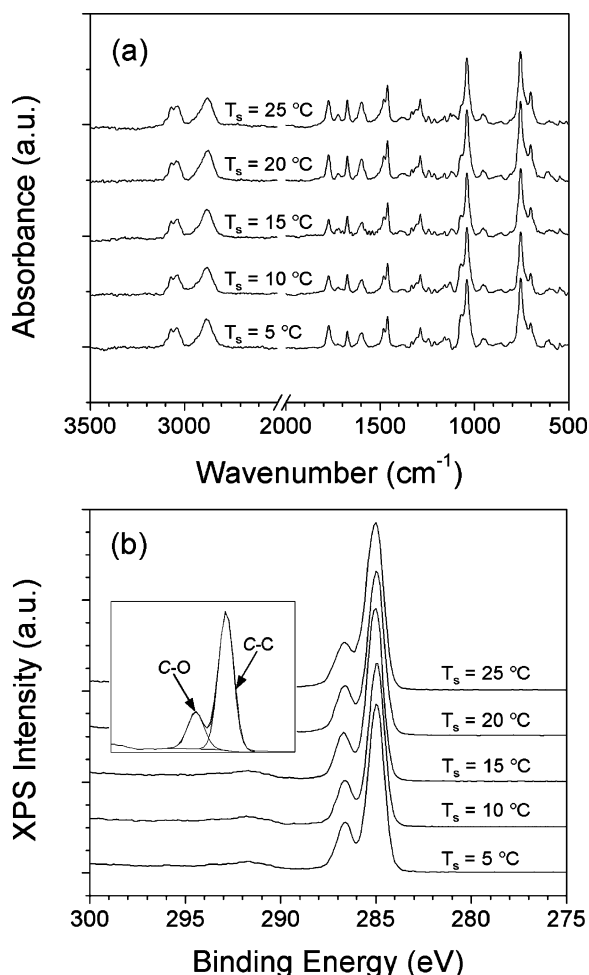 (a)
Absorbance (a.u.)
Ts = 25 °C
Ts = 20 °C
Ts = 15 °C
Ts = 10 °C
Ts = 5 °C
3500 3000 2500 2000 1500 1000 500
Wavenumber (cm-1)
(b)
XPS Intensity (a.u.)
C-O
C-C
Ts = 25 °C
Ts = 20 °C
Ts = 15 °C
Ts = 10 °C
Ts = 5 °C
300 295 290 285 280 275
Binding Energy (eV)